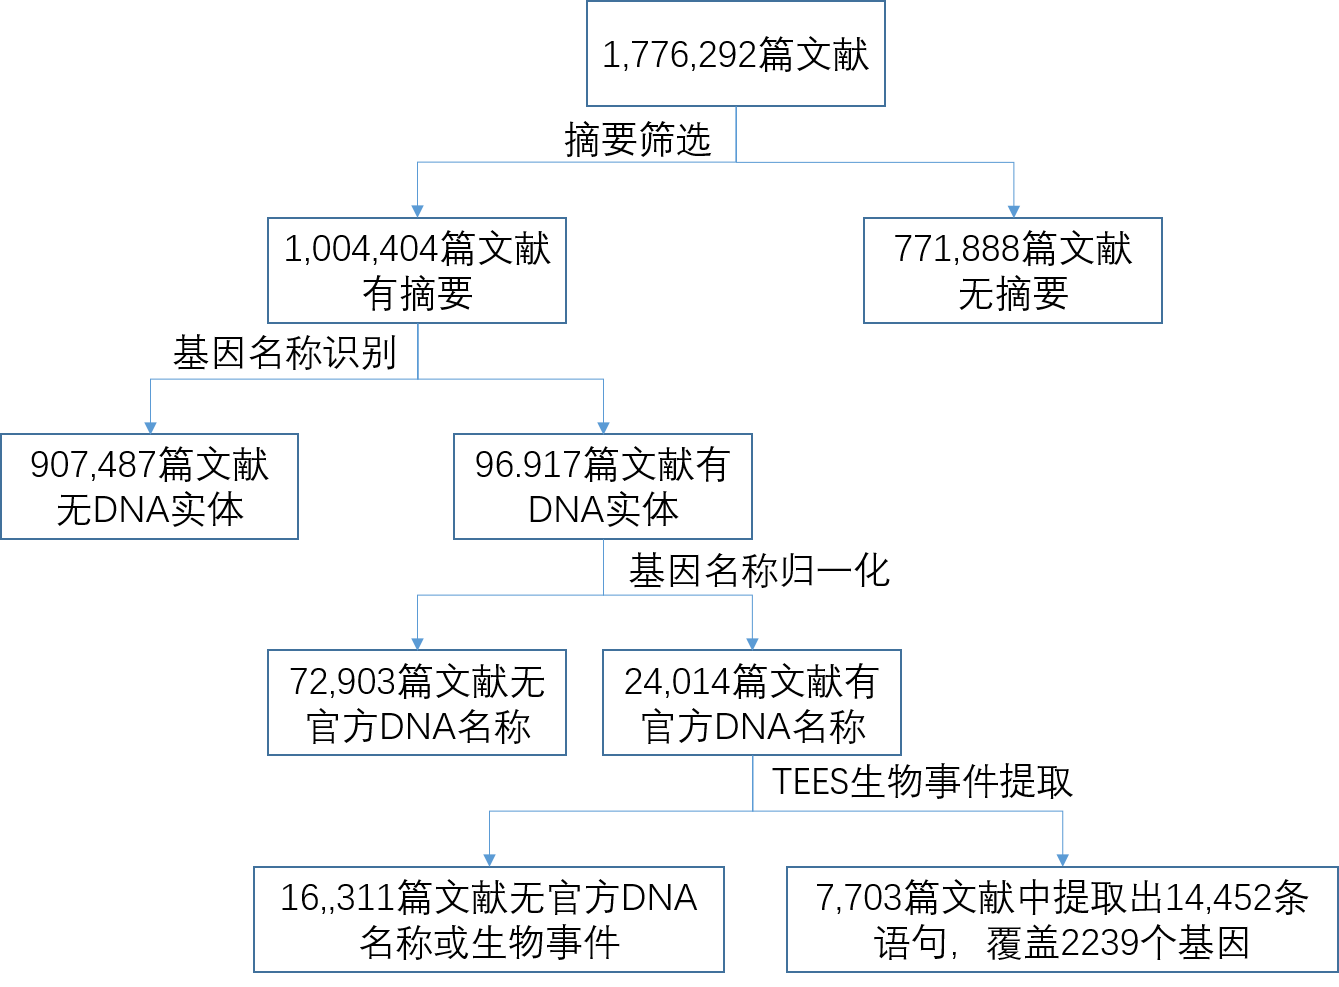 1,776,292篇文献
摘要筛选
1,004,404篇文献
有摘要
771,888篇文献
无摘要
基因名称识别
907,487篇文献
无DNA实体
96.917篇文献有
DNA实体
基因名称归一化
72,903篇文献无
官方DNA名称
24,014篇文献有
官方DNA名称
TEES生物事件提取
16,,311篇文献无官方DNA
名称或生物事件
7,703篇文献中提取出14,452条
语句，覆盖2239个基因